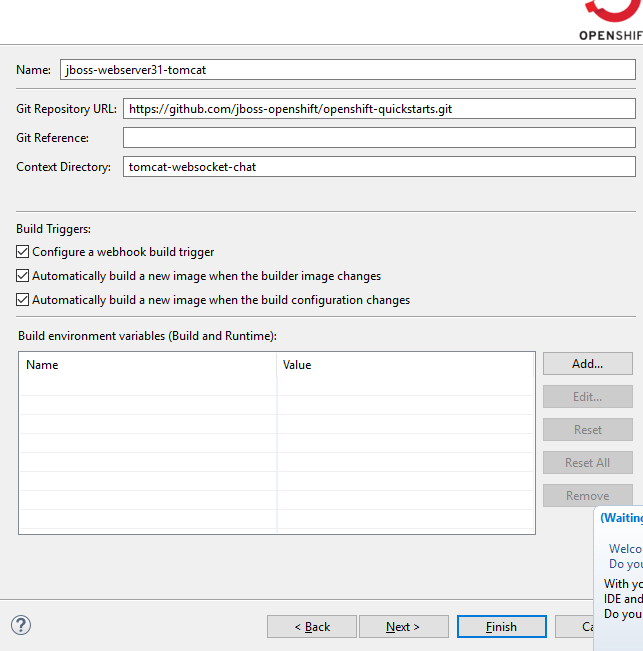 OPENSHIF
Name: jboss-webserver31-tomcat
Git Repository URL: https://github.com/jboss-openshift/openshift-quickstarts.git
Git Reference:
Context Directory: tomcat-websocket-chat
Build Triggers:
Configure a webhook build trigger
Automatically build a new image when the builder image changes
Automatically build a new image when the build configuration changes
Build environment variables (Build and Runtime):
Name Value
Add...
Edit...
Reset
Reset All
Remove
(Waiting
Welco
Do you
With yo
IDE and
Do you
? < Back Next > Finish Ca